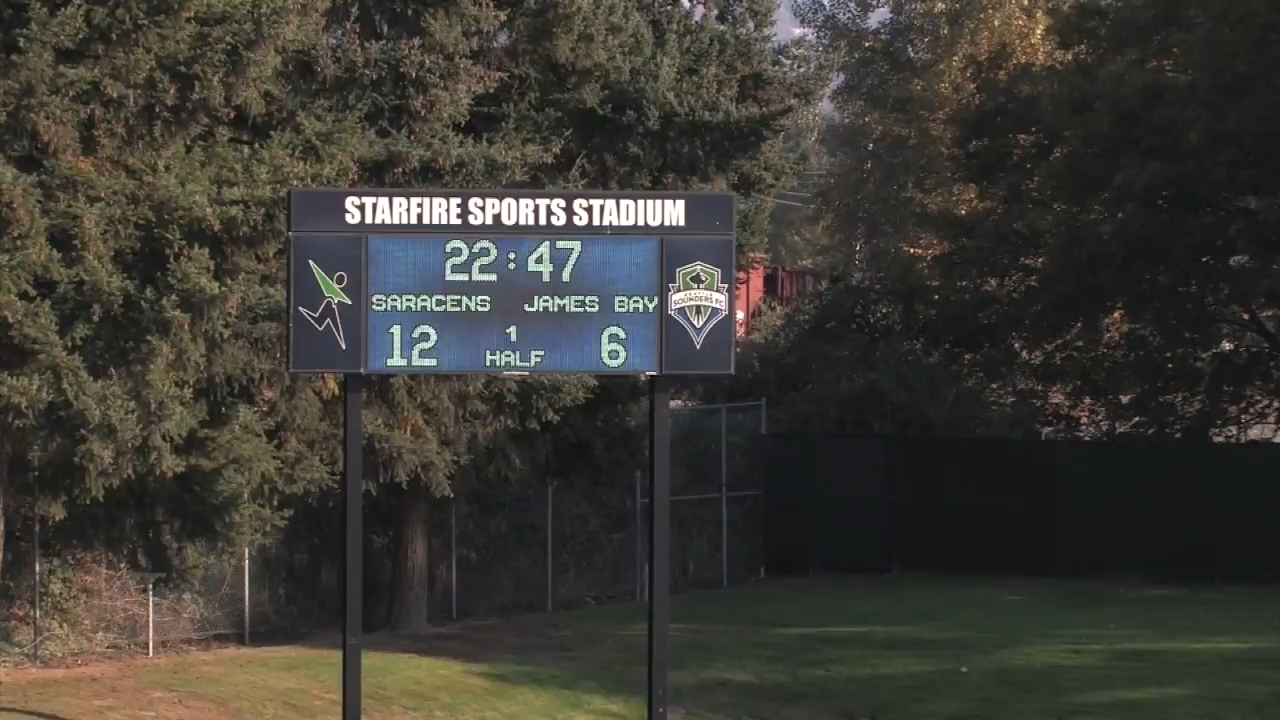 STARFIRE SPORTS STADIUM
22:47
SARACENS JAMES BAY
12 1 6
HALF
SOUNDERS FC